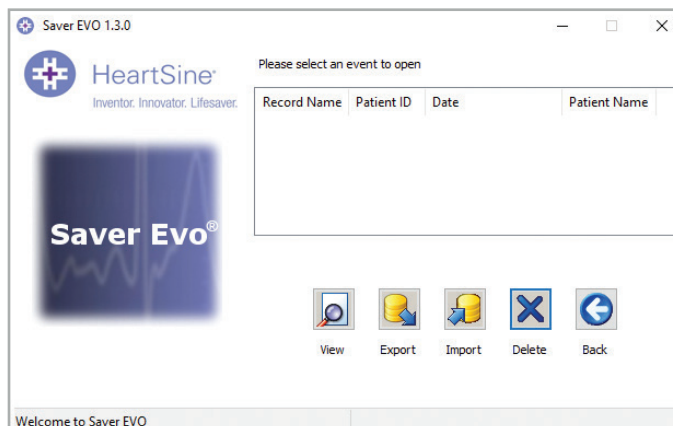 Saver EVO 1.3.0
HeartSine®
Inventor. Innovator. Lifesaver.
Please select an event to open
Record Name Patient ID Date Patient Name
Saver Evo®
View Export Import Delete Back
Welcome to Saver EVO